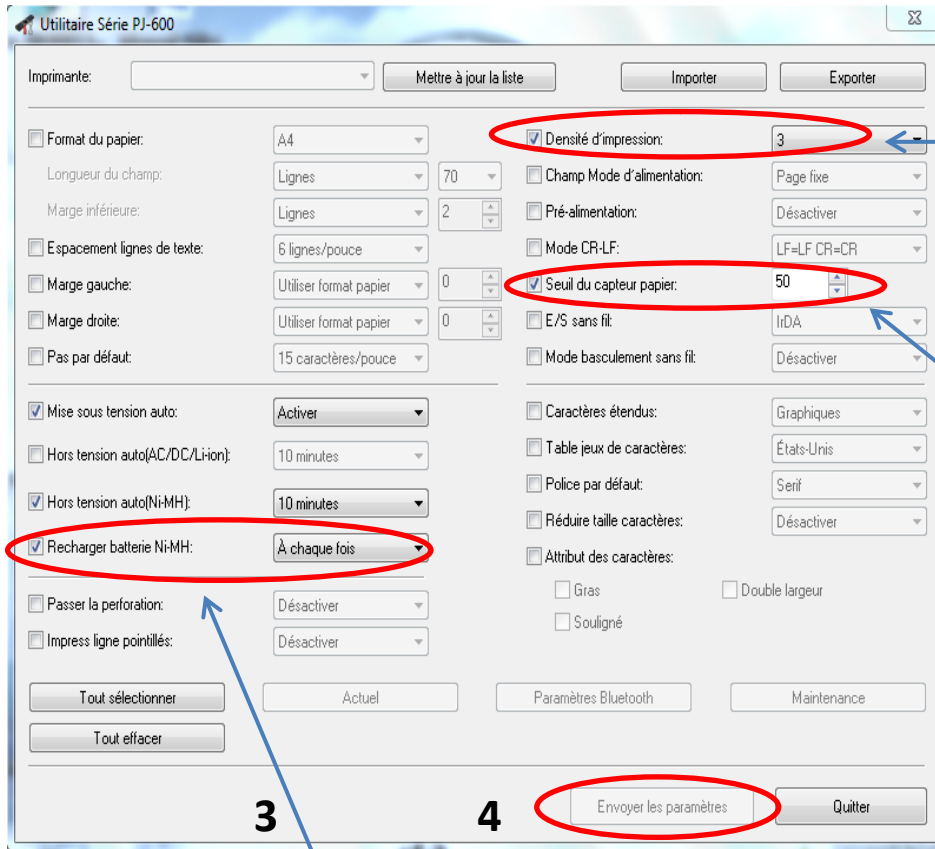 Utilitaire Série PJ-600
Imprimante:
Mettre à jour la liste
Importer
Exporter
Format du papier: A4
Longueur du champ: Lignes 70
Marge inférieure: Lignes 2
Espacement lignes de texte: 6 lignes/pouce
Marge gauche: Utiliser format papier 0
Marge droite: Utiliser format papier 0
Pas par défaut: 15 caractères/pouce
Densité d'impression: 3
Champ Mode d'alimentation: Page fixe
Pré-alimentation: Désactiver
Mode CR-LF: LF=LF CR=CR
Seuil du capteur papier: 50
E/S sans fil: IrDA
Mode basculement sans fil: Désactiver
Mise sous tension auto: Activer
Hors tension auto(AC/DC/Li-ion): 10 minutes
Hors tension auto(Ni-MH): 10 minutes
Recharger batterie Ni-MH: À chaque fois
Passer la perforation: Désactiver
Impress ligne pointillés: Désactiver
Caractères étendus: Graphiques
Table jeux de caractères: États-Unis
Police par défaut: Serif
Réduire taille caractères: Désactiver
Attribut des caractères:
Gras
Double largeur
Souligné
Tout sélectionner
Actuel
Paramètres Bluetooth
Maintenance
Tout effacer
3
4
Envoyer les paramètres
Quitter